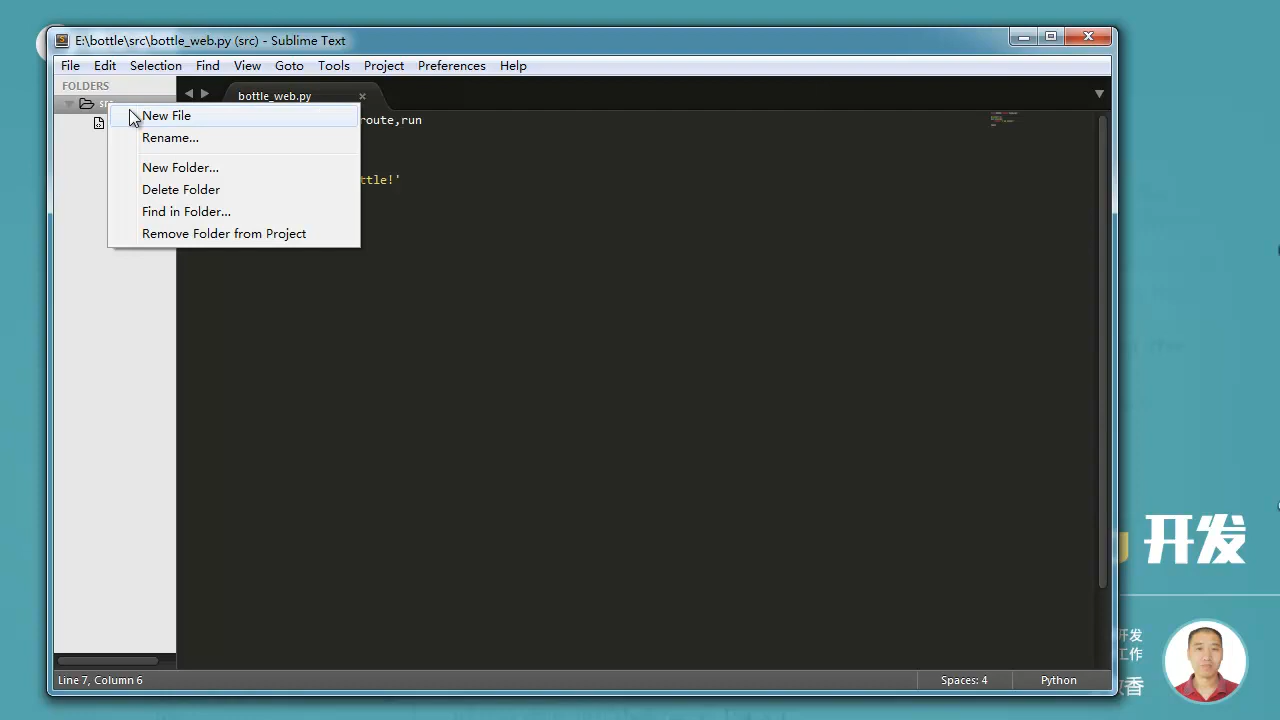 E:\bottle\src\bottle_web.py (src) - Sublime Text
File Edit Selection Find View Goto Tools Project Preferences Help
FOLDERS
bottle_web.py
New File
route,run
Rename...
New Folder...
ttle!'
Delete Folder
Find in Folder...
Remove Folder from Project
开发
开发
工作
Line 7, Column 6
Spaces: 4
Python